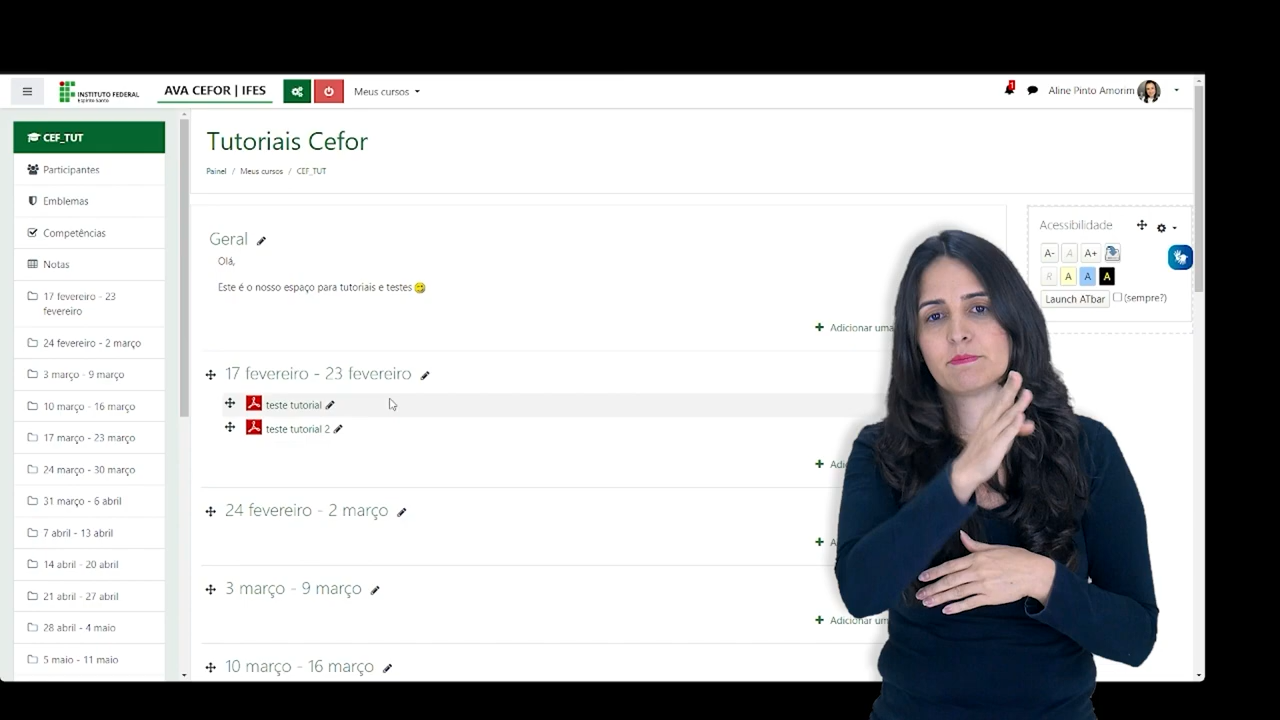 INSTITUTO FEDERAL
Espírito Santo
AVA CEFOR | IFES
Meus cursos
1
Aline Pinto Amorim
CEF_TUT
Participantes
Emblemas
Competências
Notas
17 fevereiro - 23
fevereiro
24 fevereiro - 2 março
3 março - 9 março
10 março - 16 março
17 março - 23 março
24 março - 30 março
31 março - 6 abril
7 abril - 13 abril
14 abril - 20 abril
21 abril - 27 abril
28 abril - 4 maio
5 maio - 11 maio
Tutoriais Cefor
Painel / Meus cursos / CEF_TUT
Geral
Olá,
Este é o nosso espaço para tutoriais e testes
Adicionar uma
17 fevereiro - 23 fevereiro
teste tutorial
teste tutorial 2
Adi
24 fevereiro - 2 março
A
3 março - 9 março
Adicionar um
10 março - 16 março
Acessibilidade
A- A A+
R A A A
Launch ATbar (sempre?)